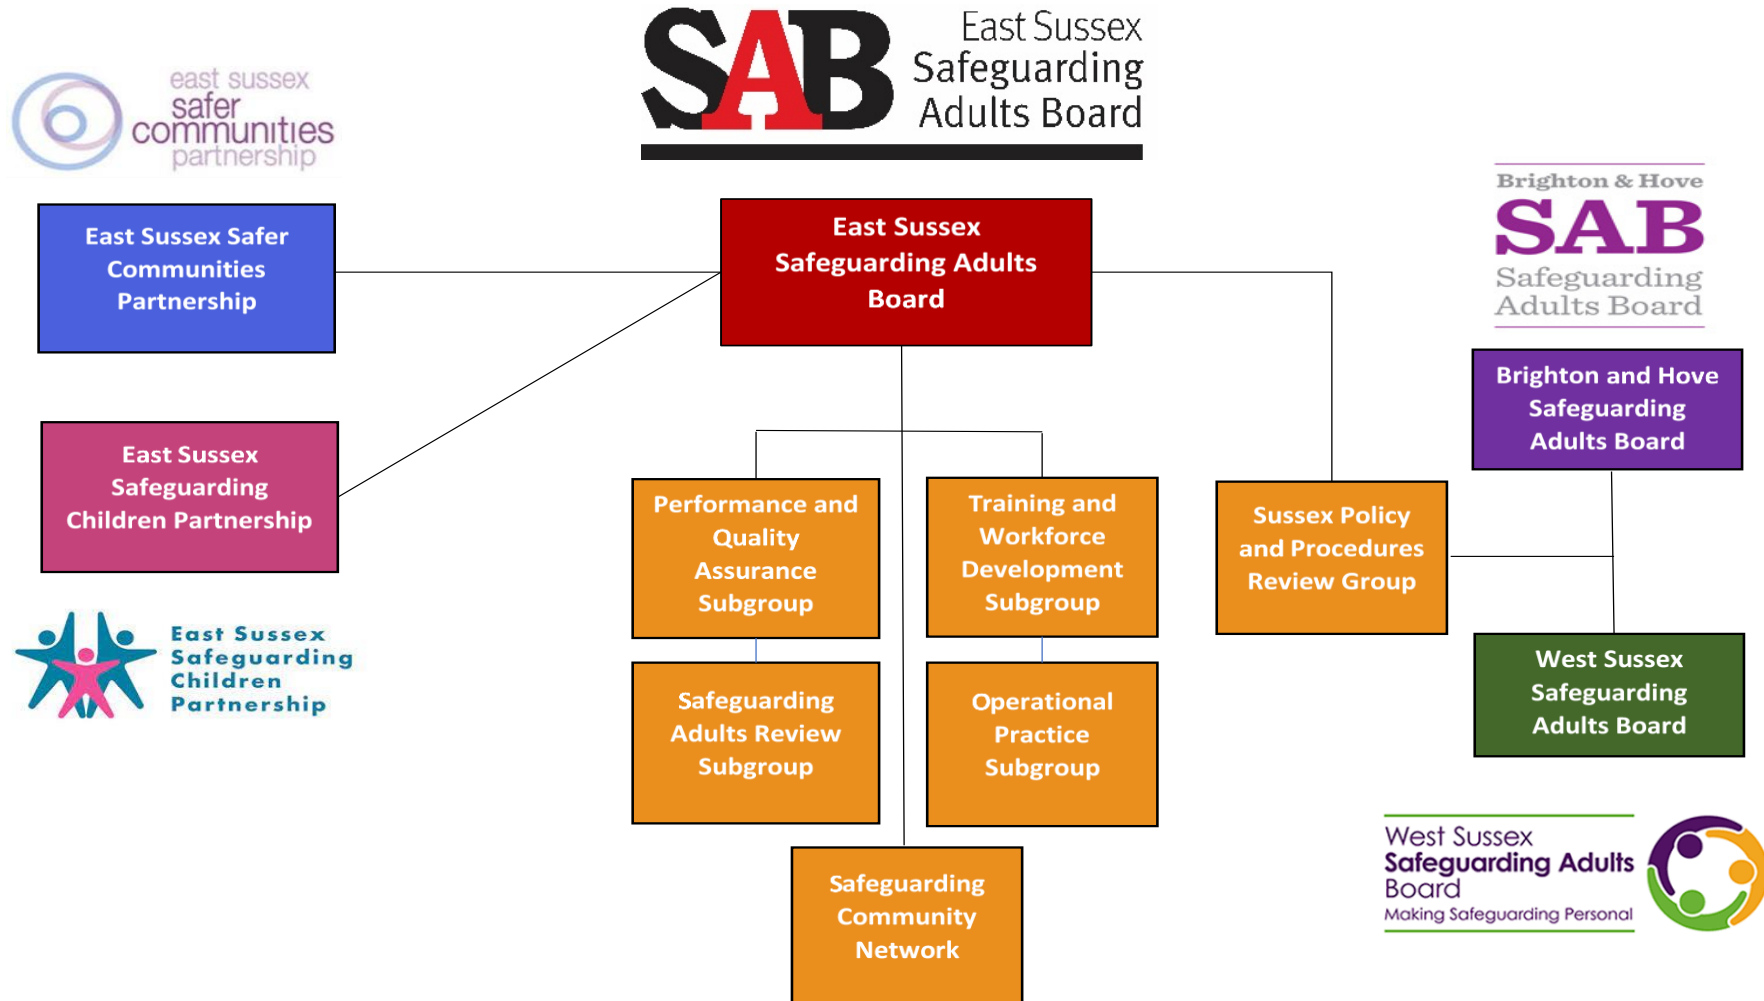 SAB
East Sussex
Safeguarding
Adults Board
east sussex
safer
communities
partnership
Brighton & Hove
SAB
Safeguarding
Adults Board
East Sussex Safer
Communities
Partnership
East Sussex
Safeguarding Adults
Board
Brighton and Hove
Safeguarding
Adults Board
East Sussex
Safeguarding
Children Partnership
Performance and
Quality
Assurance
Subgroup
Training and
Workforce
Development
Subgroup
Sussex Policy
and Procedures
Review Group
East Sussex
Safeguarding
Children
Partnership
Safeguarding
Adults Review
Subgroup
Operational
Practice
Subgroup
West Sussex
Safeguarding
Adults Board
Safeguarding
Community
Network
West Sussex
Safeguarding Adults
Board
Making Safeguarding Personal